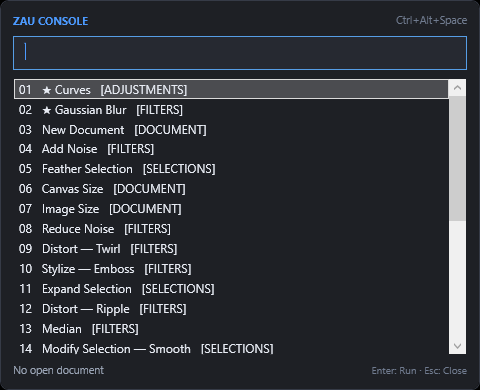 ZAU CONSOLE Ctrl+Alt+Space
01 ★ Curves [ADJUSTMENTS]
02 ★ Gaussian Blur [FILTERS]
03 New Document [DOCUMENT]
04 Add Noise [FILTERS]
05 Feather Selection [SELECTIONS]
06 Canvas Size [DOCUMENT]
07 Image Size [DOCUMENT]
08 Reduce Noise [FILTERS]
09 Distort — Twirl [FILTERS]
10 Stylize — Emboss [FILTERS]
11 Expand Selection [SELECTIONS]
12 Distort — Ripple [FILTERS]
13 Median [FILTERS]
14 Modify Selection — Smooth [SELECTIONS]
No open document Enter: Run · Esc: Close